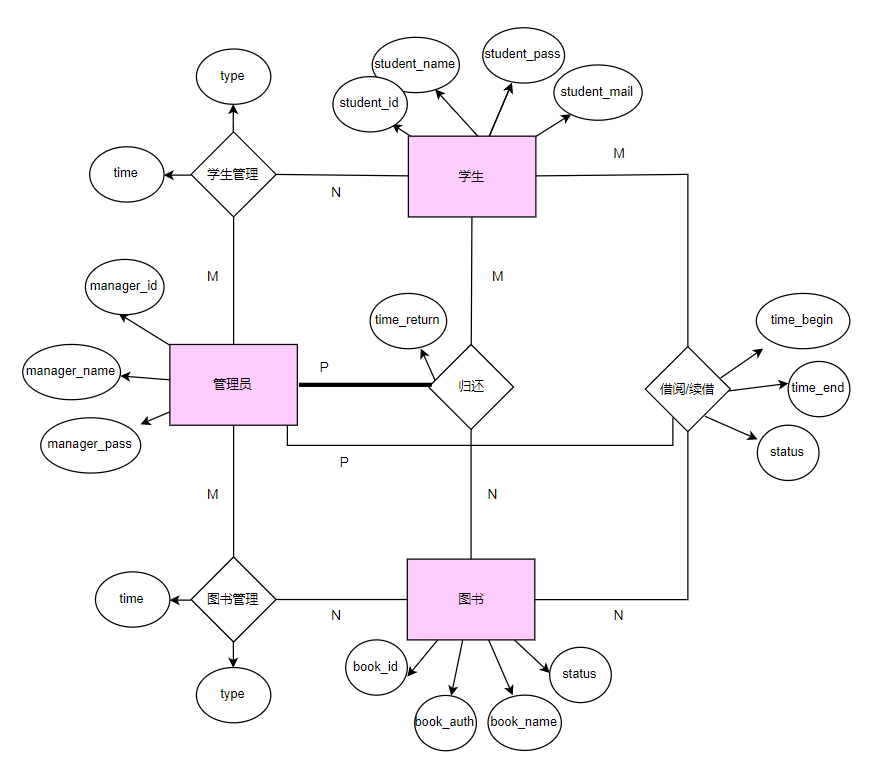 student_name
student_pass
type
student_mail
student_id
M
time
学生管理
学生
N
M
M
manager_id
time_return
time_begin
P
manager_name
管理员
归还
借阅/续借
time_end
manager_pass
status
P
M
N
time
图书管理
图书
N
N
book_id
status
type
book_auth
book_name